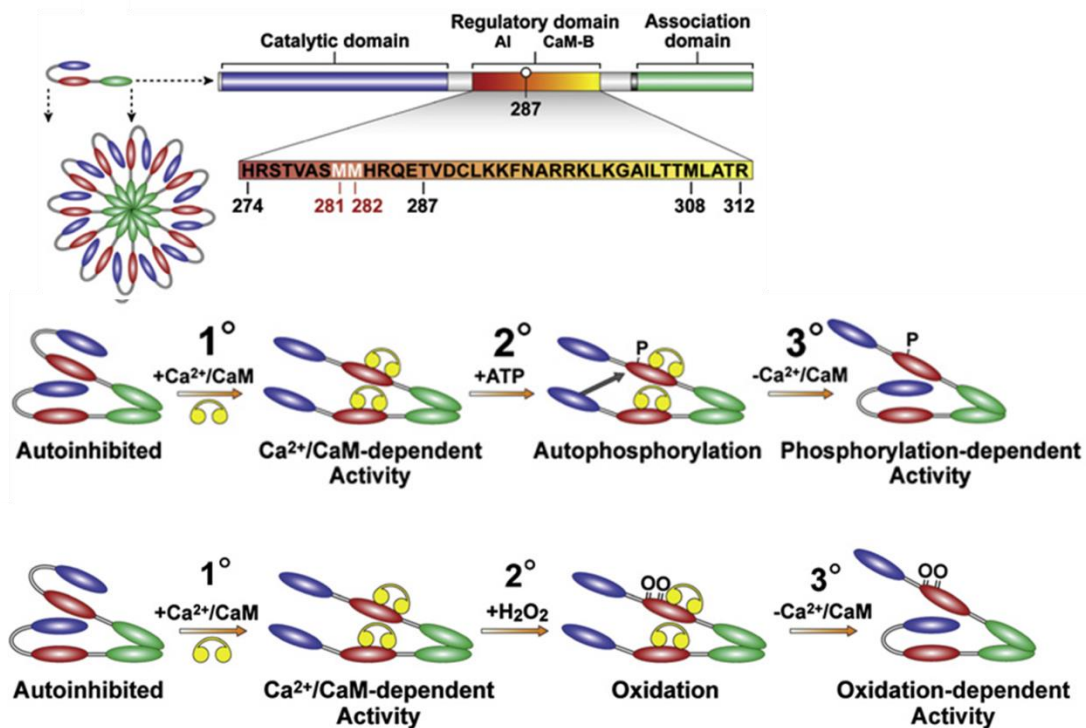 Regulatory domain
Association domain
Catalytic domain
AI CaM-B
287
HRSTVASMMHRQETVDCLKKFNARRKLKGAILTTMLATR
274 281 282 287 308 312
1° 2° 3°
+Ca²⁺/CaM +ATP -Ca²⁺/CaM
P P
Autoinhibited
Ca²⁺/CaM-dependent Activity
Autophosphorylation
Phosphorylation-dependent Activity
1° 2° 3°
+Ca²⁺/CaM +H₂O₂ -Ca²⁺/CaM
OO OO
Autoinhibited
Ca²⁺/CaM-dependent Activity
Oxidation
Oxidation-dependent Activity